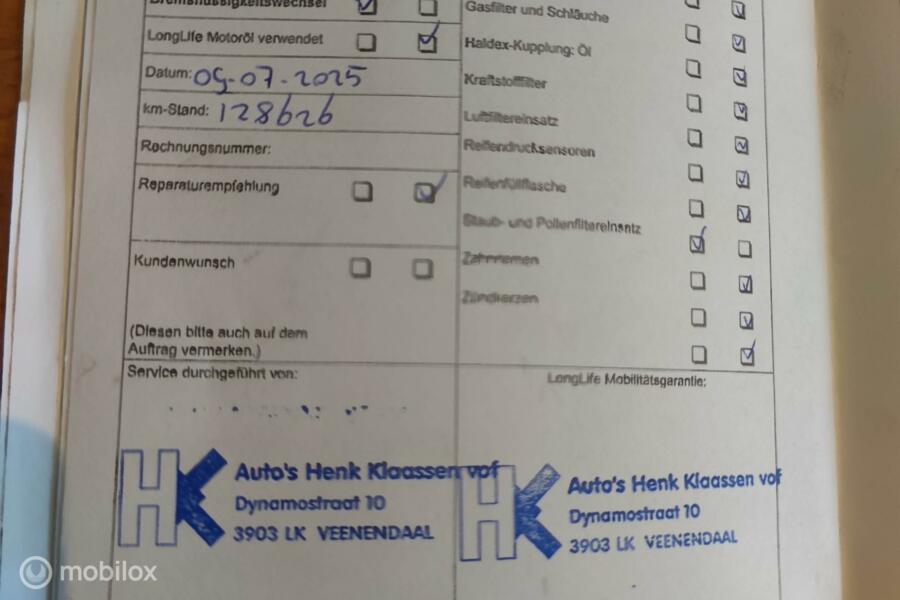 Bremsflüssigkeitswechsel
LongLife Motoröl verwendet
Datum: 09-07-2025
km-Stand: 128626
Rechnungsnummer:
Reparaturempfehlung
Kundenwunsch
(Diesen bitte auch auf dem
Auftrag vermerken.)
Gasfilter und Schläuche
Haldex-Kupplung: Öl
Kraftstofffilter
Luftfiltereinsatz
Reifendrucksensoren
Reifenfüllflasche
Staub- und Pollenfiltereinsatz
Zahnriemen
Zündkerzen
Service durchgeführt von:
Auto's Henk Klaassen vof
Dynamostraat 10
3903 LK VEENENDAAL
LongLife Mobilitätsgarantie:
Auto's Henk Klaassen vof
Dynamostraat 10
3903 LK VEENENDAAL
mobilox